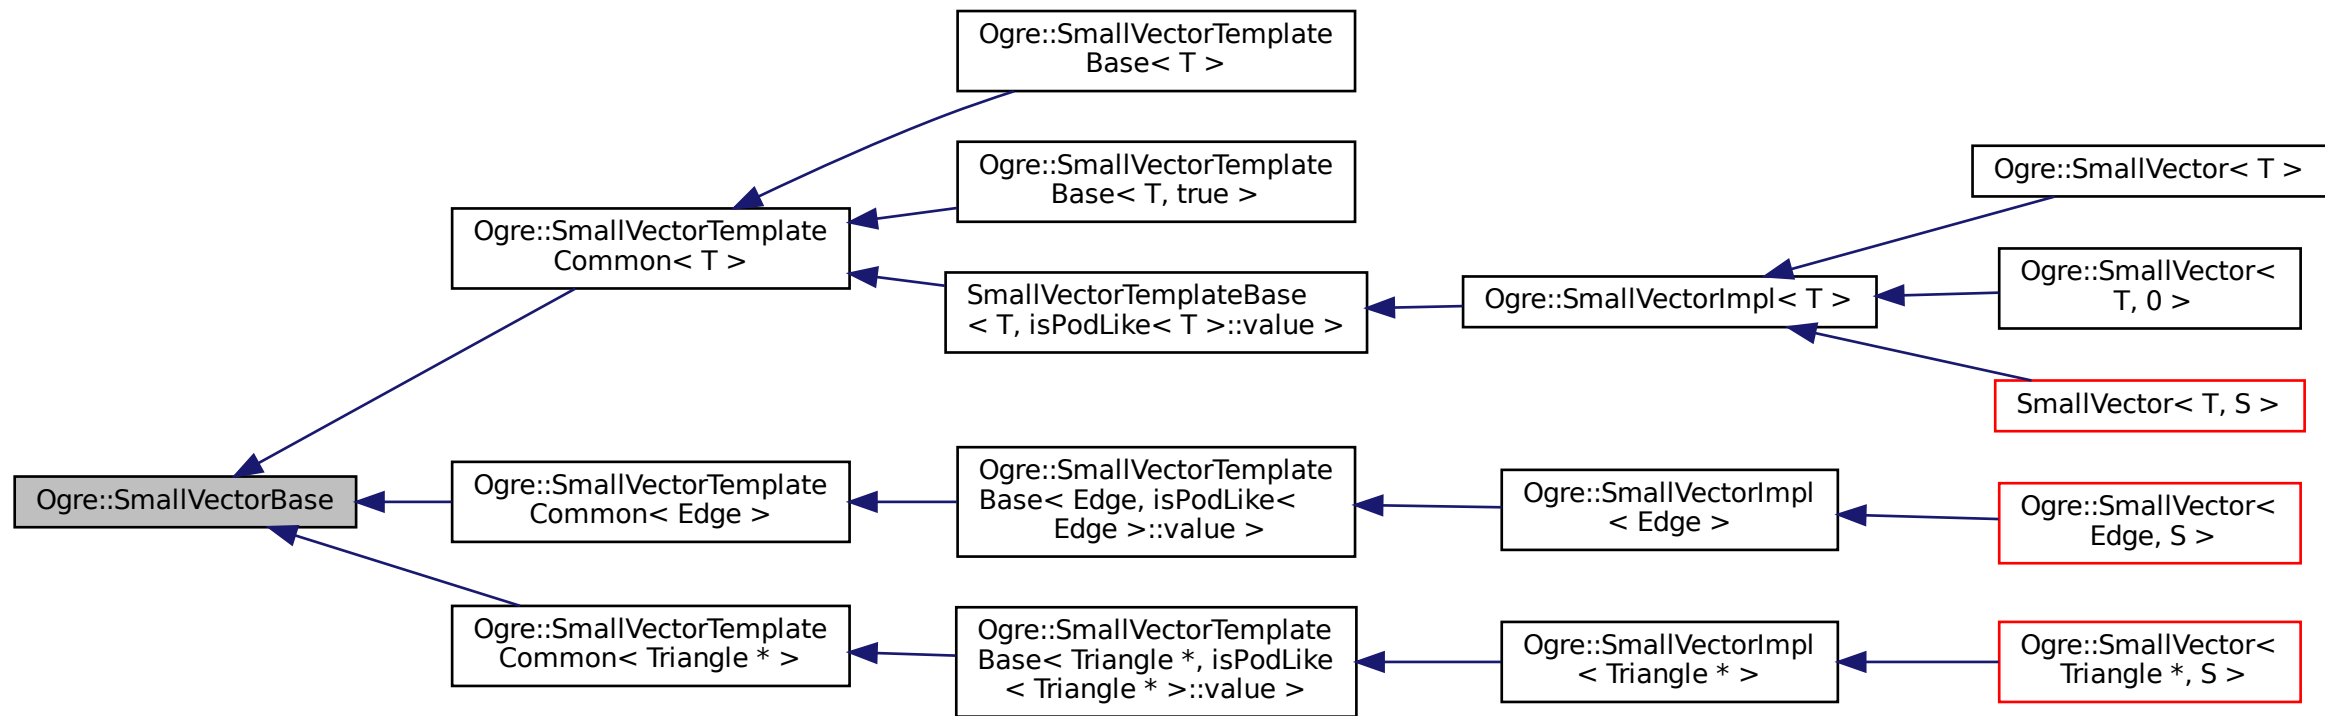 Ogre::SmallVectorBase
Ogre::SmallVectorTemplate
Common< T >
Ogre::SmallVectorTemplate
Common< Edge >
Ogre::SmallVectorTemplate
Common< Triangle * >
Ogre::SmallVectorTemplate
Base< T >
Ogre::SmallVectorTemplate
Base< T, true >
SmallVectorTemplateBase
< T, isPodLike< T >::value >
Ogre::SmallVectorTemplate
Base< Edge, isPodLike<
Edge >::value >
Ogre::SmallVectorTemplate
Base< Triangle *, isPodLike
< Triangle * >::value >
Ogre::SmallVectorImpl< T >
Ogre::SmallVectorImpl
< Edge >
Ogre::SmallVectorImpl
< Triangle * >
Ogre::SmallVector< T >
Ogre::SmallVector<
T, 0 >
SmallVector< T, S >
Ogre::SmallVector<
Edge, S >
Ogre::SmallVector<
Triangle *, S >